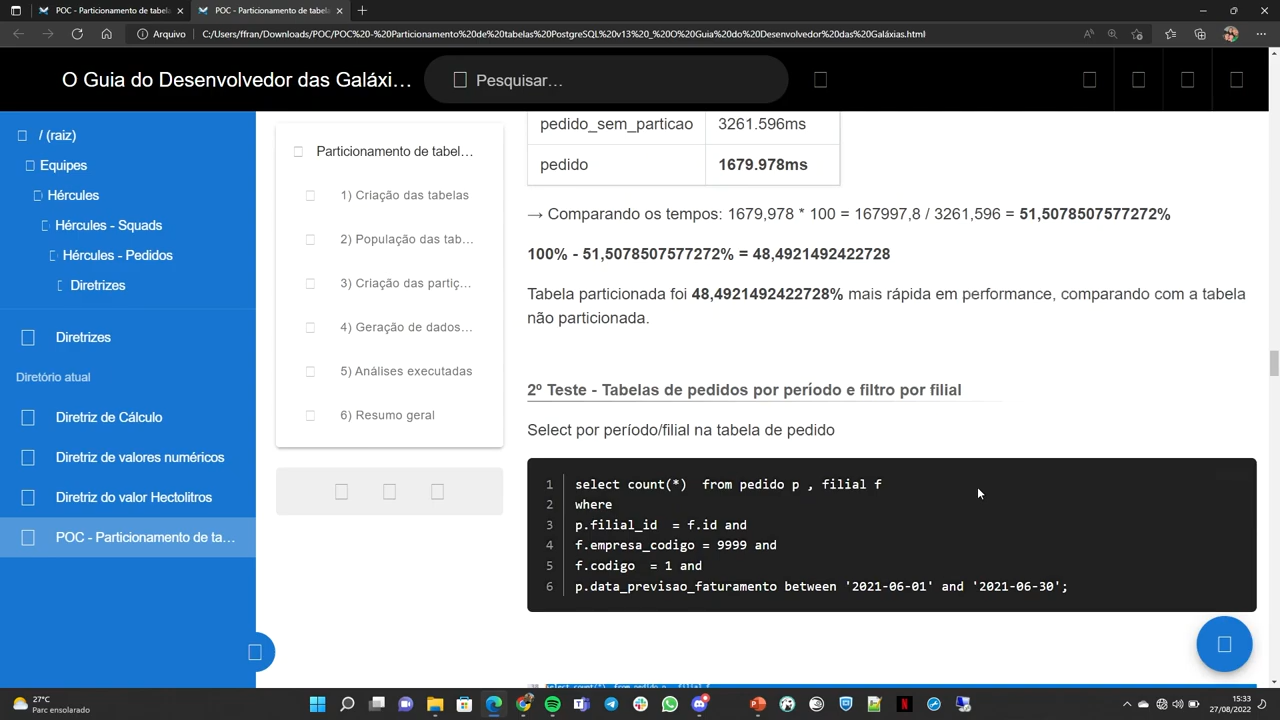 POC - Particionamento de tabela
POC - Particionamento de tabela
Arquivo
C:/Users/ffran/Downloads/POC/POC%20-%20Particionamento%20de%20tabelas%20PostgreSQL%20v13%20_%20O%20Guia%20do%20Desenvolvedor%20das%20Galáxias.html
O Guia do Desenvolvedor das Galáxi...
Pesquisar...
/ (raiz)
Equipes
Hércules
Hércules - Squads
Hércules - Pedidos
Diretrizes
Diretrizes
Diretório atual
Diretriz de Cálculo
Diretriz de valores numéricos
Diretriz do valor Hectolitros
POC - Particionamento de ta...
Particionamento de tabel...
1) Criação das tabelas
2) População das tab...
3) Criação das partiç...
4) Geração de dados...
5) Análises executadas
6) Resumo geral
pedido_sem_particao 3261.596ms
pedido 1679.978ms
→ Comparando os tempos: 1679,978 * 100 = 167997,8 / 3261,596 = 51,5078507577272%
100% - 51,5078507577272% = 48,4921492422728
Tabela particionada foi 48,4921492422728% mais rápida em performance, comparando com a tabela
não particionada.
2º Teste - Tabelas de pedidos por período e filtro por filial
Select por período/filial na tabela de pedido
1 select count(*)  from pedido p , filial f
2 where
3 p.filial_id  = f.id and
4 f.empresa_codigo = 9999 and
5 f.codigo  = 1 and
6 p.data_previsao_faturamento between '2021-06-01' and '2021-06-30';
select count(*) from pedido p , filial f
27°C
Parc ensolarado
15:33
27/08/2022